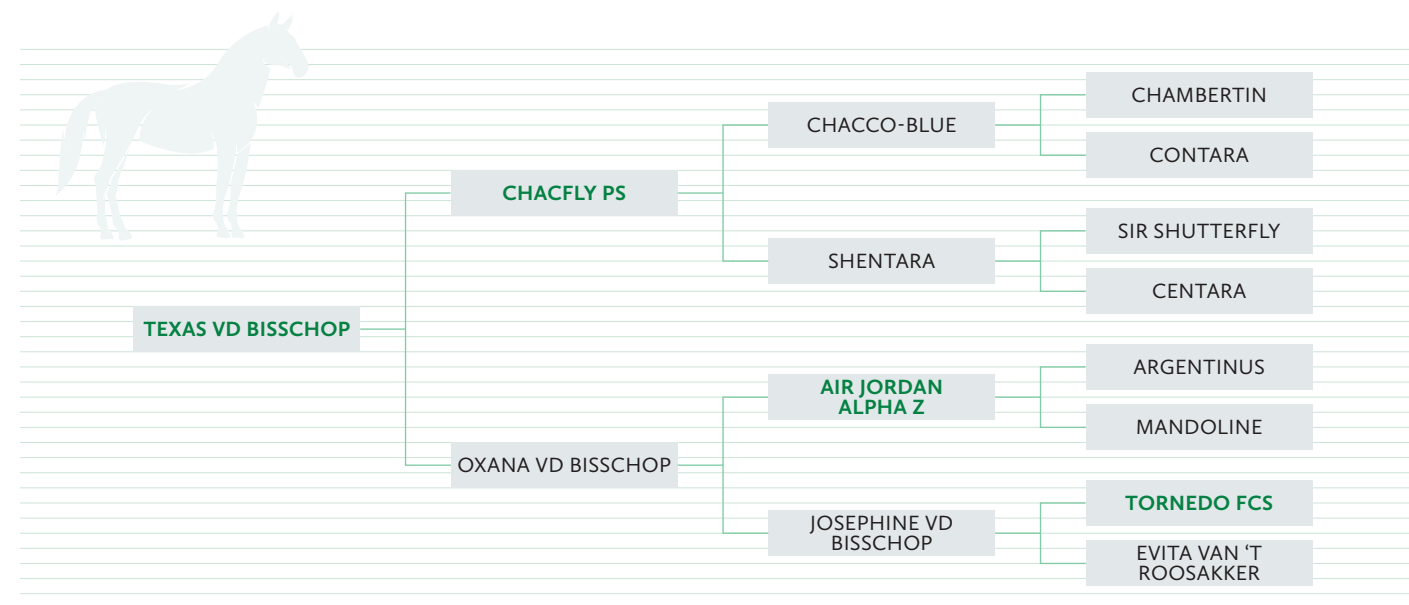 CHAMBERTIN
CHACCO-BLUE
CONTARA
CHACFLY PS
SIR SHUTTERFLY
SHENTARA
CENTARA
TEXAS VD BISSCHOP
ARGENTINUS
AIR JORDAN
ALPHA Z
MANDOLINE
OXANA VD BISSCHOP
TORNEDO FCS
JOSEPHINE VD
BISSCHOP
EVITA VAN ‘T
ROOSAKKER